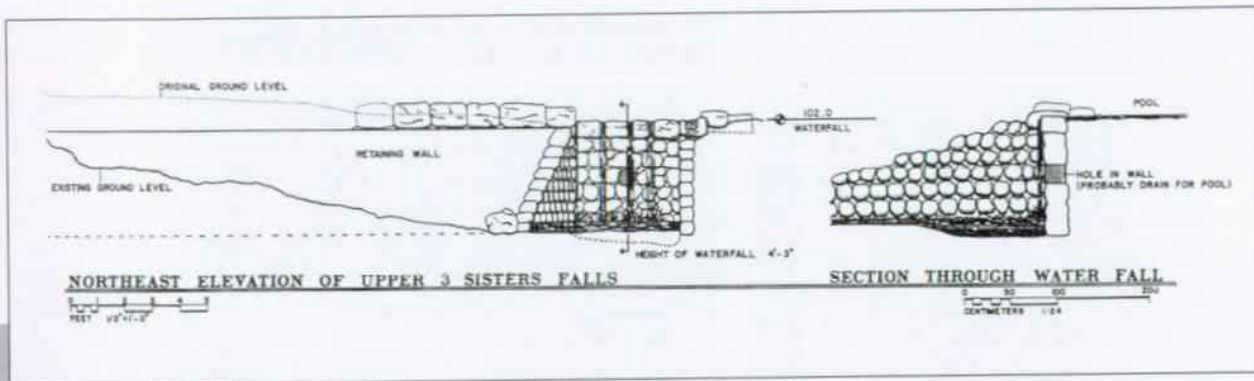 ORIGINAL GROUND LEVEL
RETAINING WALL
EXISTING GROUND LEVEL
102.0
WATERFALL
HEIGHT OF WATERFALL 4'-3"
POOL
HOLE IN WALL
(PROBABLY DRAIN FOR POOL)
NORTHEAST ELEVATION OF UPPER 3 SISTERS FALLS
FEET 1/2"=1'-0"
SECTION THROUGH WATER FALL
0 50 100 200
CENTIMETERS 1:24